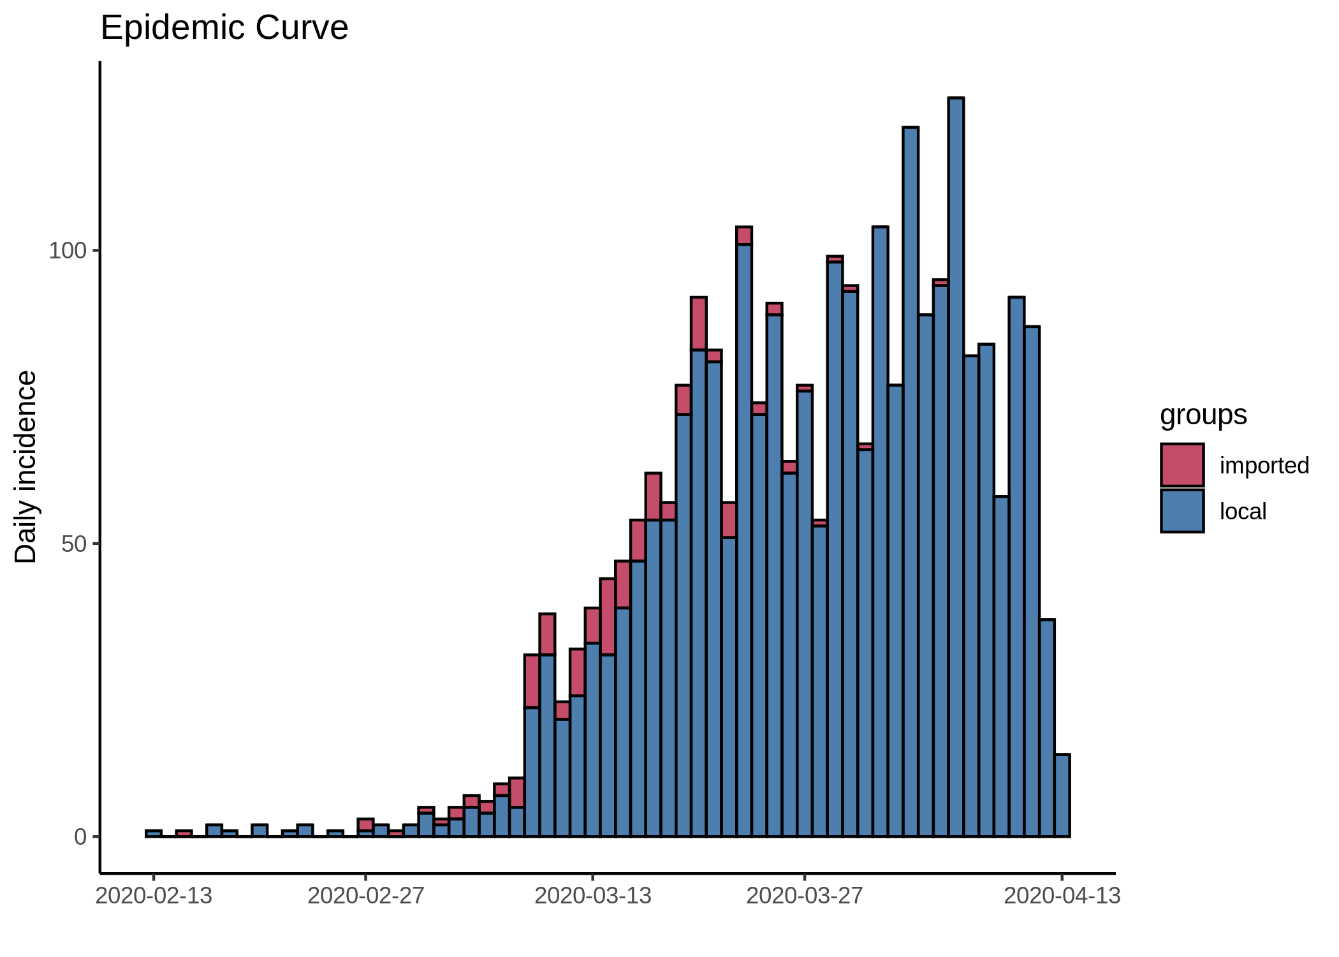 Epidemic Curve
Daily incidence
100
50
0
2020-02-13
2020-02-27
2020-03-13
2020-03-27
2020-04-13
groups
imported
local